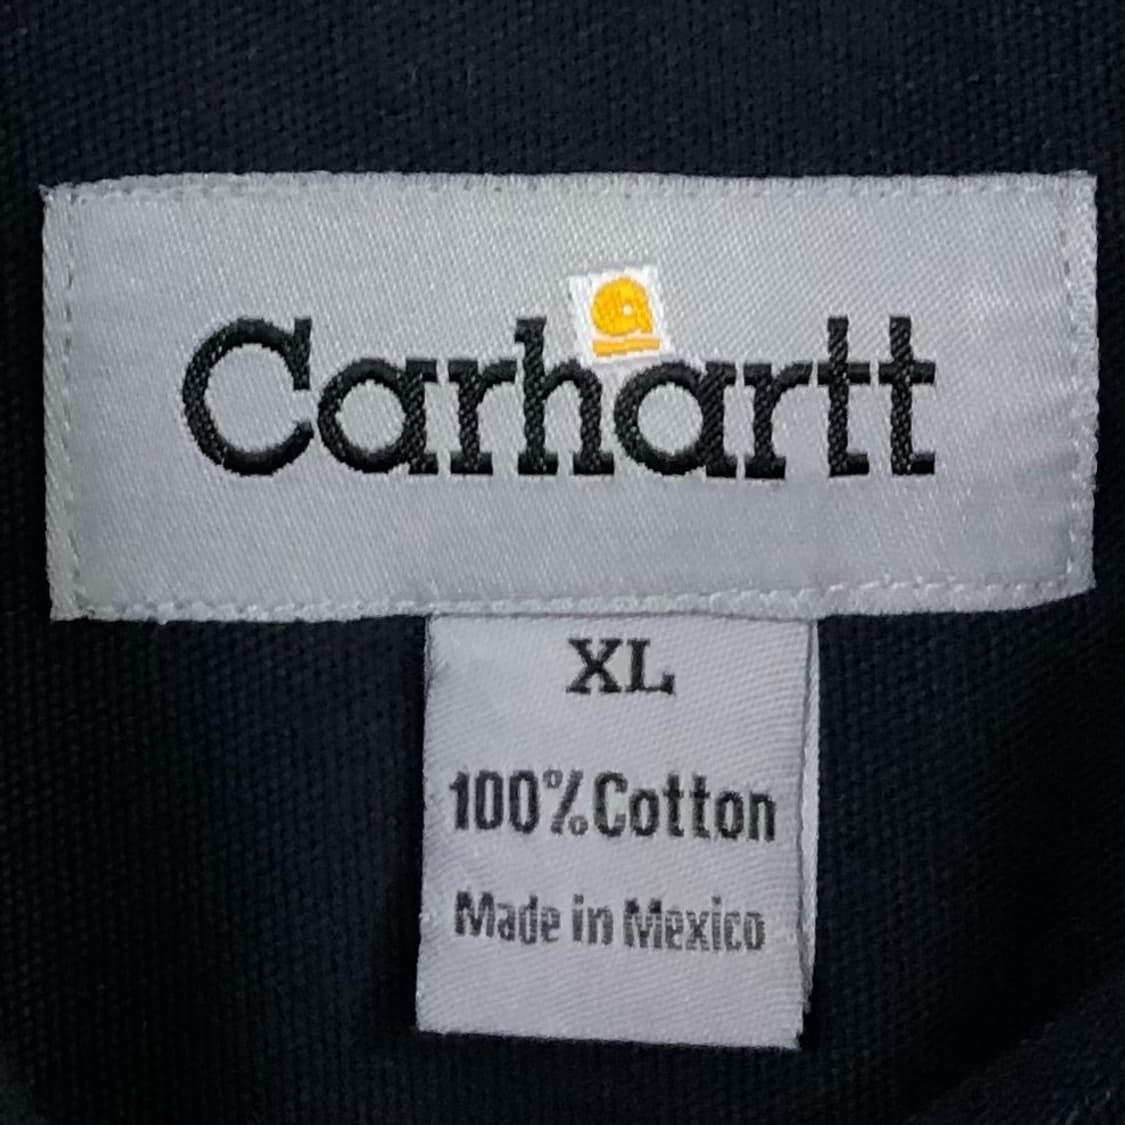 Carhartt
XL
100% Cotton
Made in Mexico